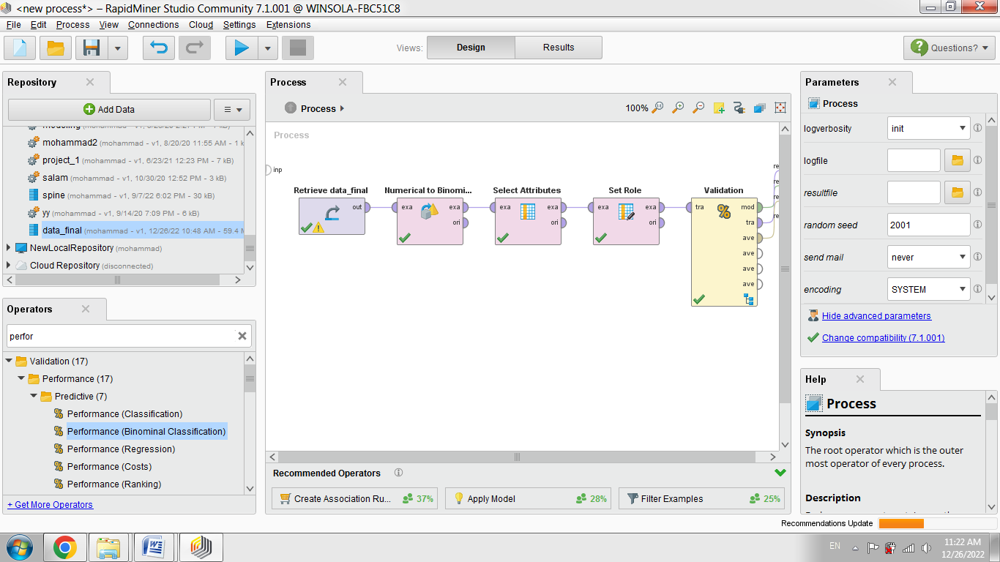 <new process*> – RapidMiner Studio Community 7.1.001 @ WINSOLA-FBC51C8
File Edit Process View Connections Cloud Settings Extensions
Views: Design Results Questions?
Repository
Add Data
mohammad2 (mohammad - v1, 8/20/20 11:55 AM - 1 k
project_1 (mohammad - v1, 6/23/21 12:23 PM - 7 kB)
salam (mohammad - v1, 10/30/20 12:52 PM - 3 kB)
spine (mohammad - v1, 9/7/22 6:02 PM - 30 kB)
yy (mohammad - v1, 9/14/20 7:09 PM - 6 kB)
data_final (mohammad - v1, 12/26/22 10:48 AM - 59.4 M
NewLocalRepository (mohammad)
Cloud Repository (disconnected)
Operators
perfor
Validation (17)
Performance (17)
Predictive (7)
Performance (Classification)
Performance (Binominal Classification)
Performance (Regression)
Performance (Costs)
Performance (Ranking)
+ Get More Operators
Process
Process
100%
Process
inp
Retrieve data_final
out
Numerical to Binomi...
exa exa
ori
Select Attributes
exa exa
ori
Set Role
exa exa
ori
Validation
tra mod
tra
ave
ave
ave
ave
re
re
re
re
Recommended Operators
Create Association Ru... 37%
Apply Model 28%
Filter Examples 25%
Parameters
Process
logverbosity init
logfile
resultfile
random seed 2001
send mail never
encoding SYSTEM
Hide advanced parameters
Change compatibility (7.1.001)
Help
Process
Synopsis
The root operator which is the outer
most operator of every process.
Description
Recommendations Update
EN
11:22 AM
12/26/2022